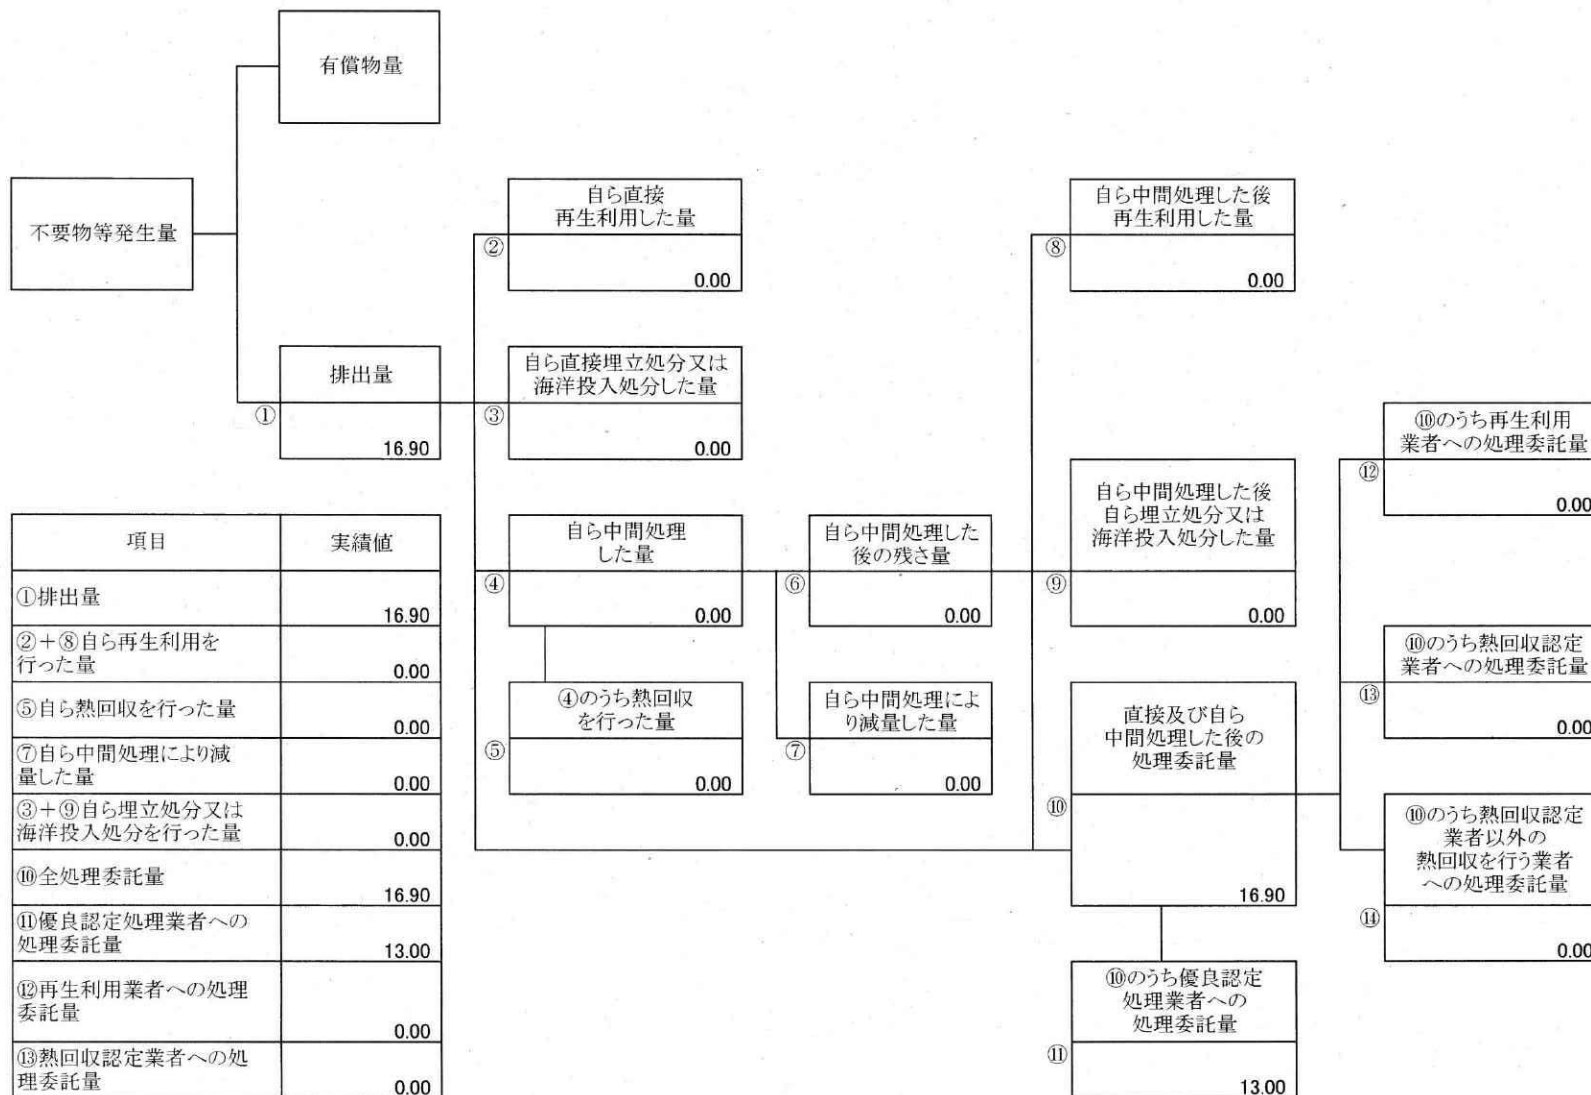 有償物量
不要物等発生量
排出量
①
16.90
自ら直接
再生利用した量
②
0.00
自ら直接埋立処分又は
海洋投入処分した量
③
0.00
自ら中間処理
した量
④
0.00
④のうち熱回収
を行った量
⑤
0.00
自ら中間処理した
後の残さ量
⑥
0.00
自ら中間処理によ
り減量した量
⑦
0.00
自ら中間処理した後
再生利用した量
⑧
0.00
自ら中間処理した後
自ら埋立処分又は
海洋投入処分した量
⑨
0.00
直接及び自ら
中間処理した後の
処理委託量
⑩
16.90
⑩のうち優良認定
処理業者への
処理委託量
⑪
13.00
⑩のうち再生利用
業者への処理委託量
⑫
0.00
⑩のうち熱回収認定
業者への処理委託量
⑬
0.00
⑩のうち熱回収認定
業者以外の
熱回収を行う業者
への処理委託量
⑭
0.00
項目 実績値
①排出量
16.90
②+⑧自ら再生利用を
行った量
0.00
⑤自ら熱回収を行った量
0.00
⑦自ら中間処理により減
量した量
0.00
③+⑨自ら埋立処分又は
海洋投入処分を行った量
0.00
⑩全処理委託量
16.90
⑪優良認定処理業者への
処理委託量
13.00
⑫再生利用業者への処理
委託量
0.00
⑬熱回収認定業者への処
理委託量
0.00